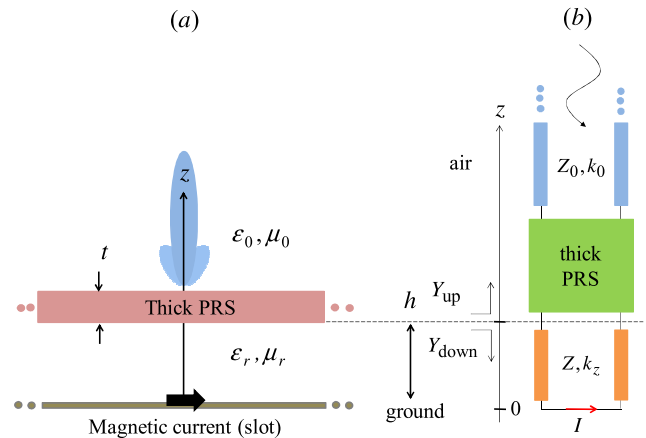 (a)
z
ε0, μ0
t
Thick PRS
εr, μr
Magnetic current (slot)
(b)
z
air
Z0, k0
thick
PRS
h
Yup
Ydown
Z, kz
ground
0
I